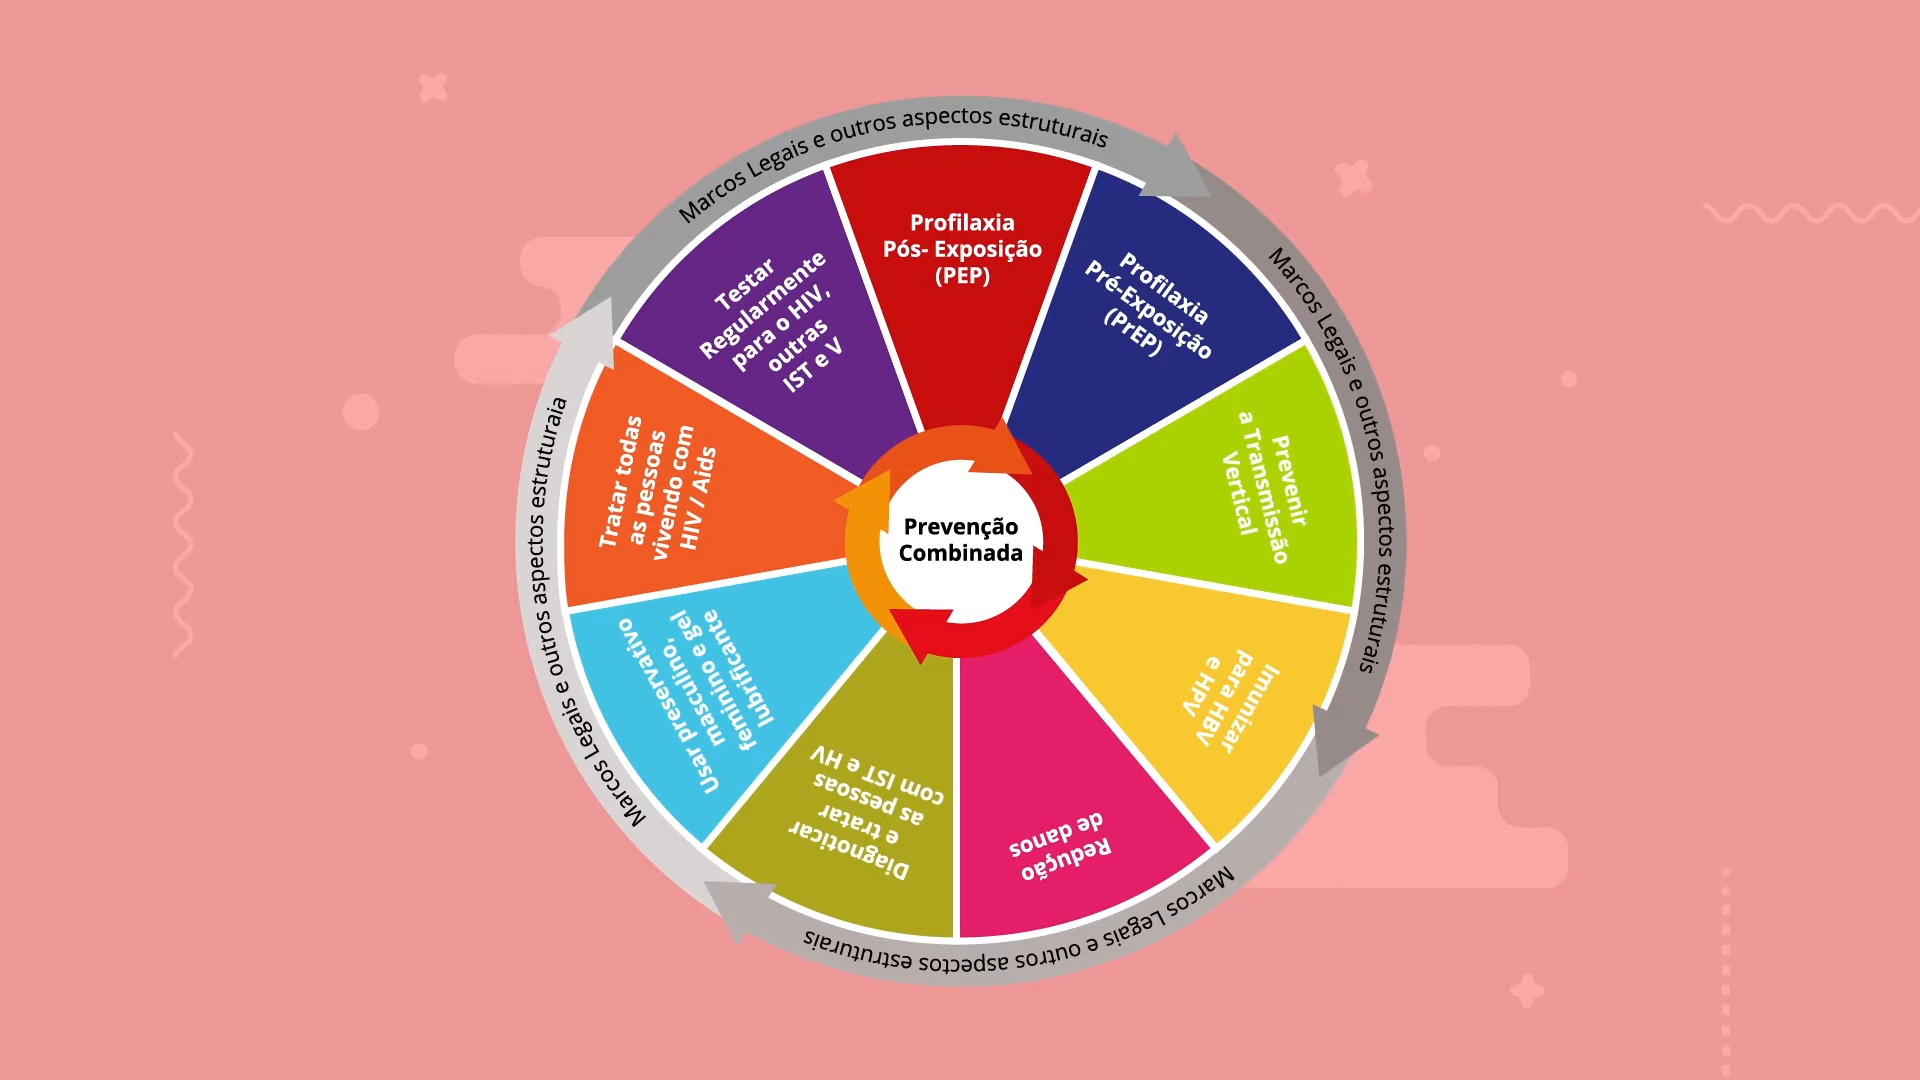 Marcos Legais e outros aspectos estruturais
Marcos Legais e outros aspectos estruturais
Marcos Legais e outros aspectos estruturais
Marcos Legais e outros aspectos estruturaia
Profilaxia
Pós- Exposição
(PEP)
Profilaxia
Pré-Exposição
(PrEP)
Prevenir
a Transmissão
Vertical
Imunizar
para HBV
e HPV
Redução
de danos
Diagnoticar
e tratar
as pessoas
com IST e HV
Usar preservativo
masculino,
feminino e gel
lubrificante
Tratar todas
as pessoas
vivendo com
HIV / Aids
Testar
Regularmente
para o HIV,
outras
IST e V
Prevenção
Combinada